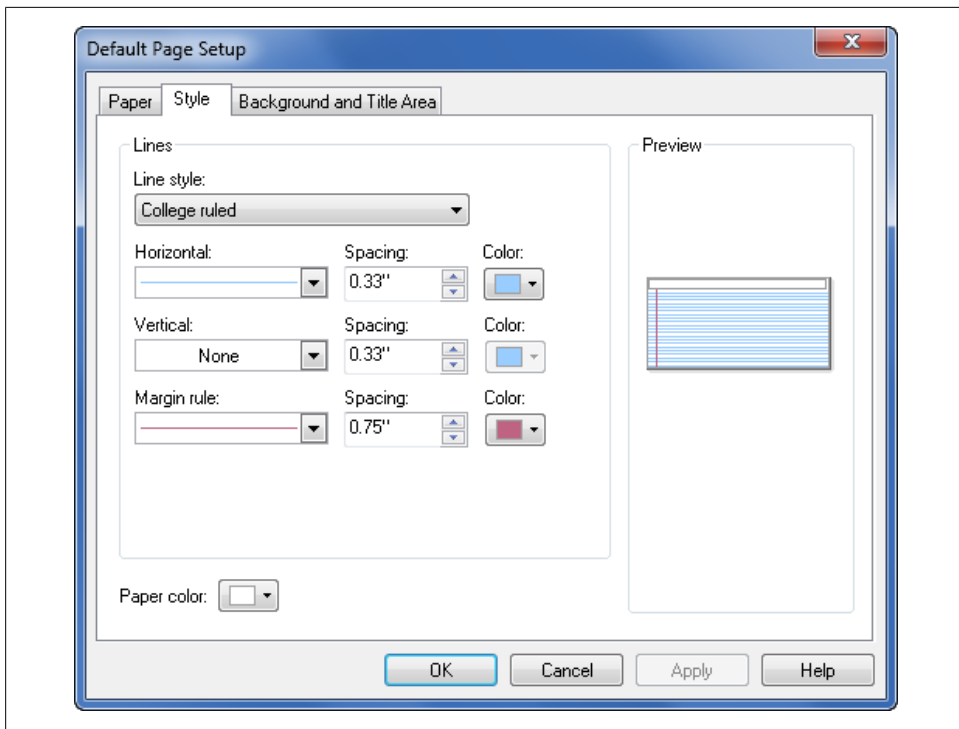 Default Page Setup
Paper Style Background and Title Area
Lines
Preview
Line style:
College ruled
Horizontal: Spacing: Color:
0.33"
Vertical: Spacing: Color:
None 0.33"
Margin rule: Spacing: Color:
0.75"
Paper color:
OK Cancel Apply Help